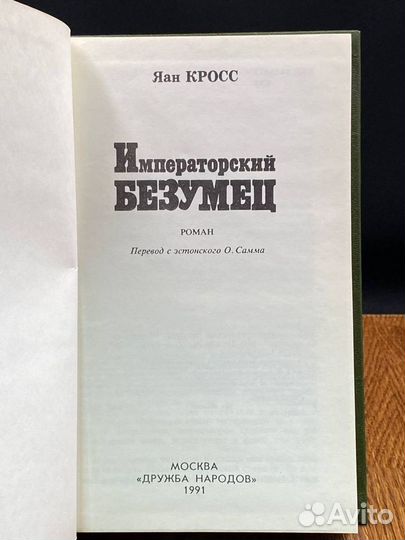 Яан КРОСС
Императорский
БЕЗУМЕЦ
РОМАН
Перевод с эстонского О. Самма
МОСКВА
«ДРУЖБА НАРОДОВ»
1991
Avito